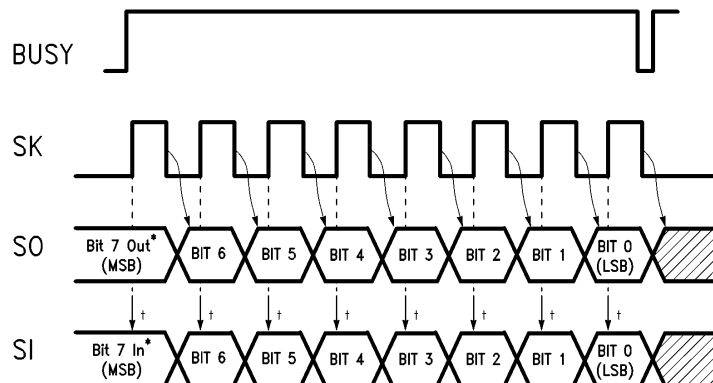 BUSY
SK
SO
Bit 7 Out*
(MSB)
BIT 6
BIT 5
BIT 4
BIT 3
BIT 2
BIT 1
BIT 0
(LSB)
† † † † † † † †
SI
Bit 7 In*
(MSB)
BIT 6
BIT 5
BIT 4
BIT 3
BIT 2
BIT 1
BIT 0
(LSB)